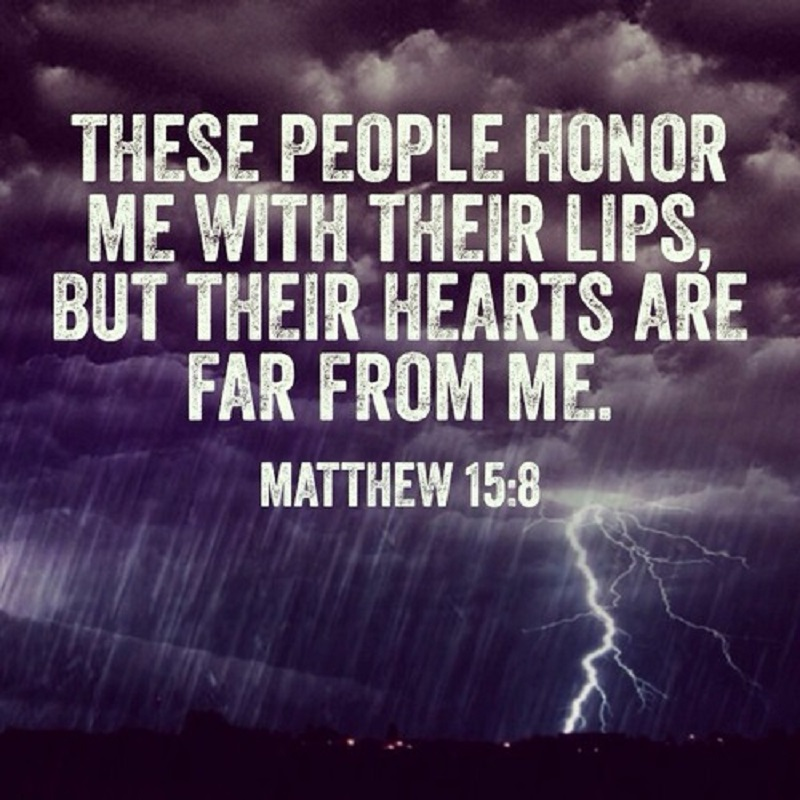 THESE PEOPLE HONOR
ME WITH THEIR LIPS,
BUT THEIR HEARTS ARE
FAR FROM ME.
MATTHEW 15:8